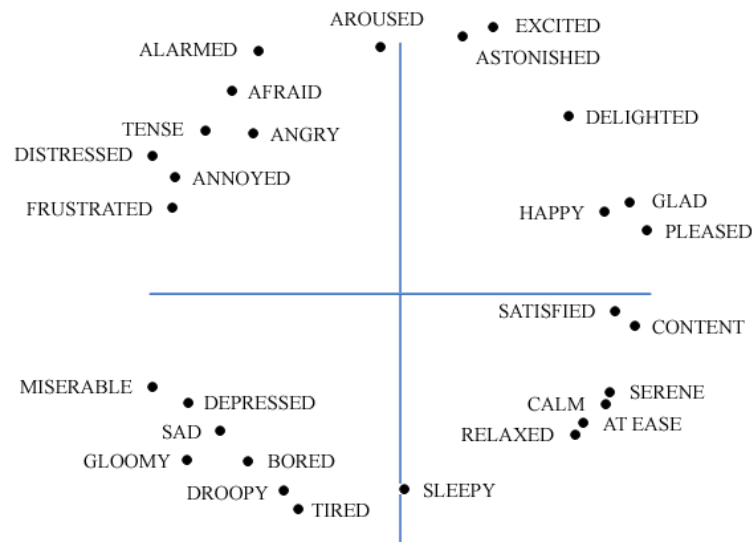 AROUSED
EXCITED
ALARMED
ASTONISHED
AFRAID
DELIGHTED
TENSE
ANGRY
DISTRESSED
ANNOYED
FRUSTRATED
HAPPY
GLAD
PLEASED
SATISFIED
CONTENT
MISERABLE
SERENE
DEPRESSED
CALM
SAD
AT EASE
RELAXED
GLOOMY
BORED
DROOPY
SLEEPY
TIRED